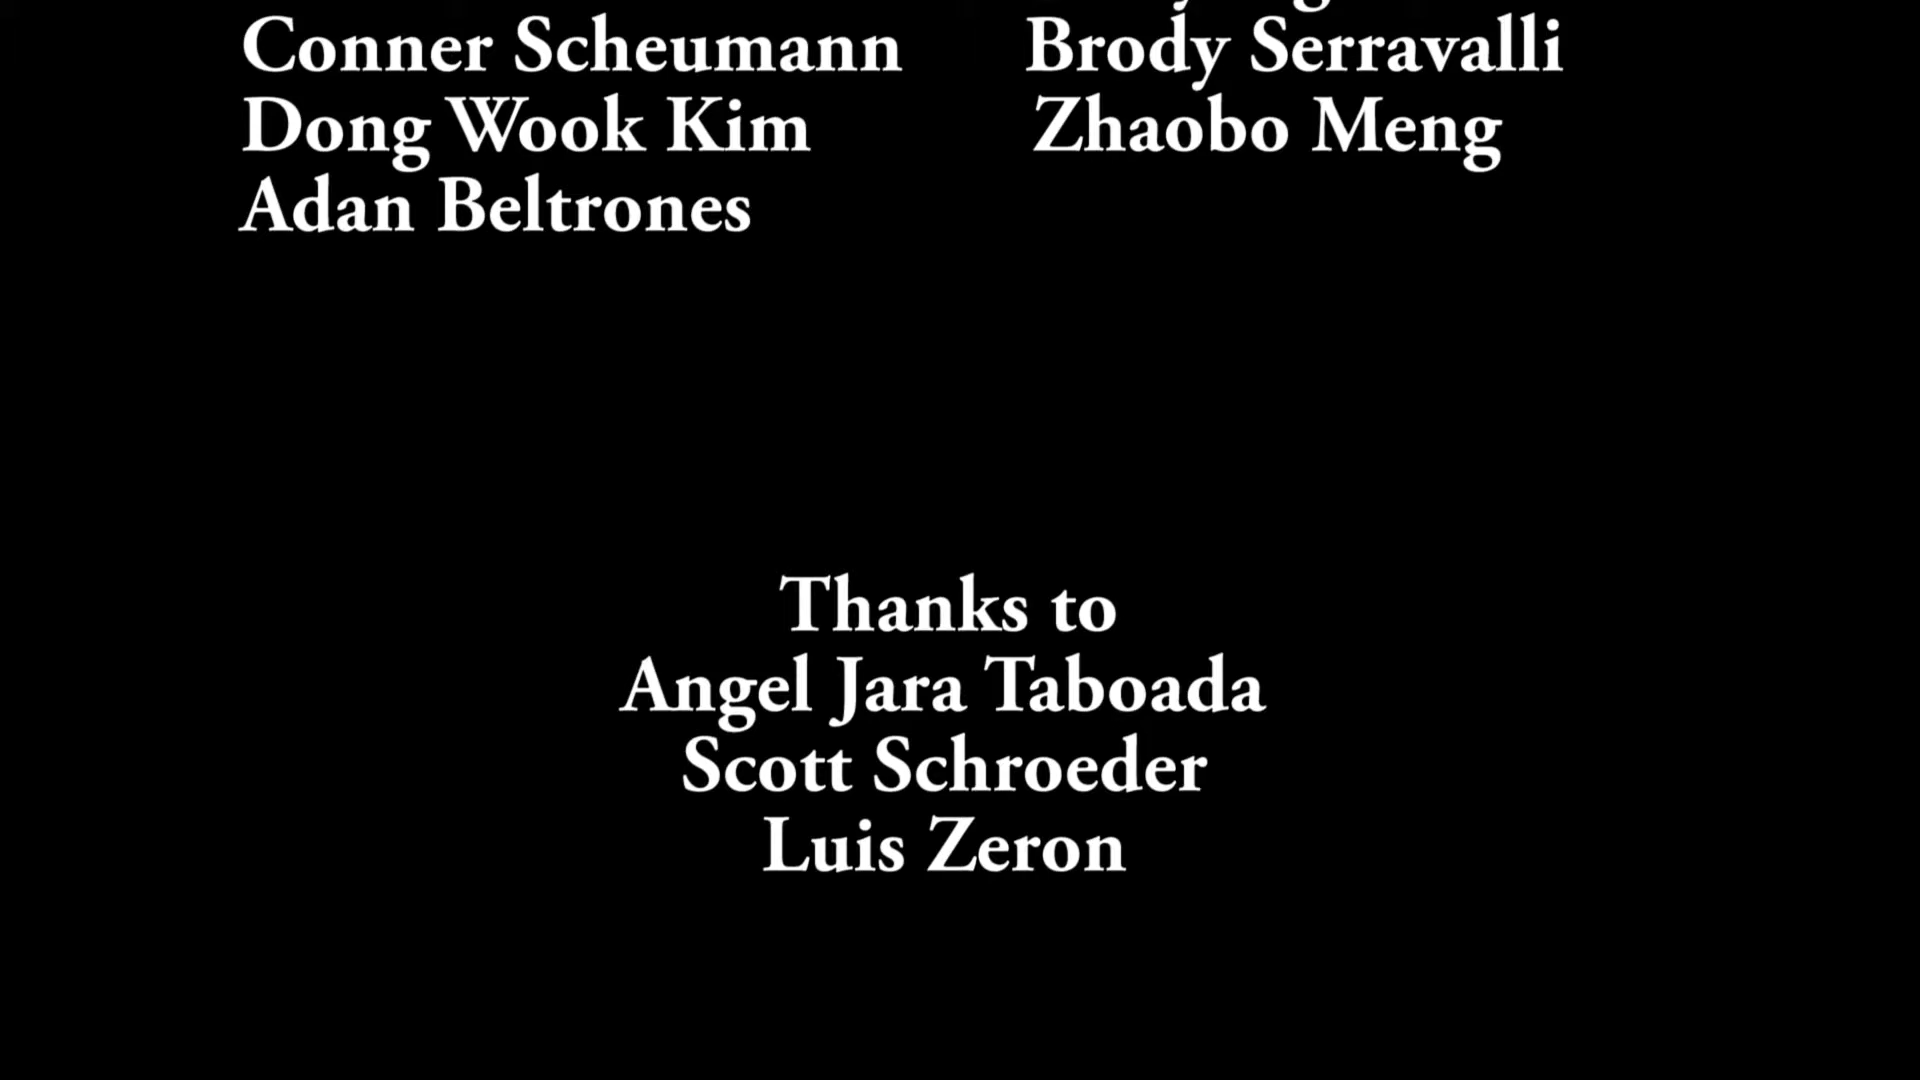 Conner Scheumann
Dong Wook Kim
Adan Beltrones
Brody Serravalli
Zhaobo Meng
Thanks to
Angel Jara Taboada
Scott Schroeder
Luis Zeron